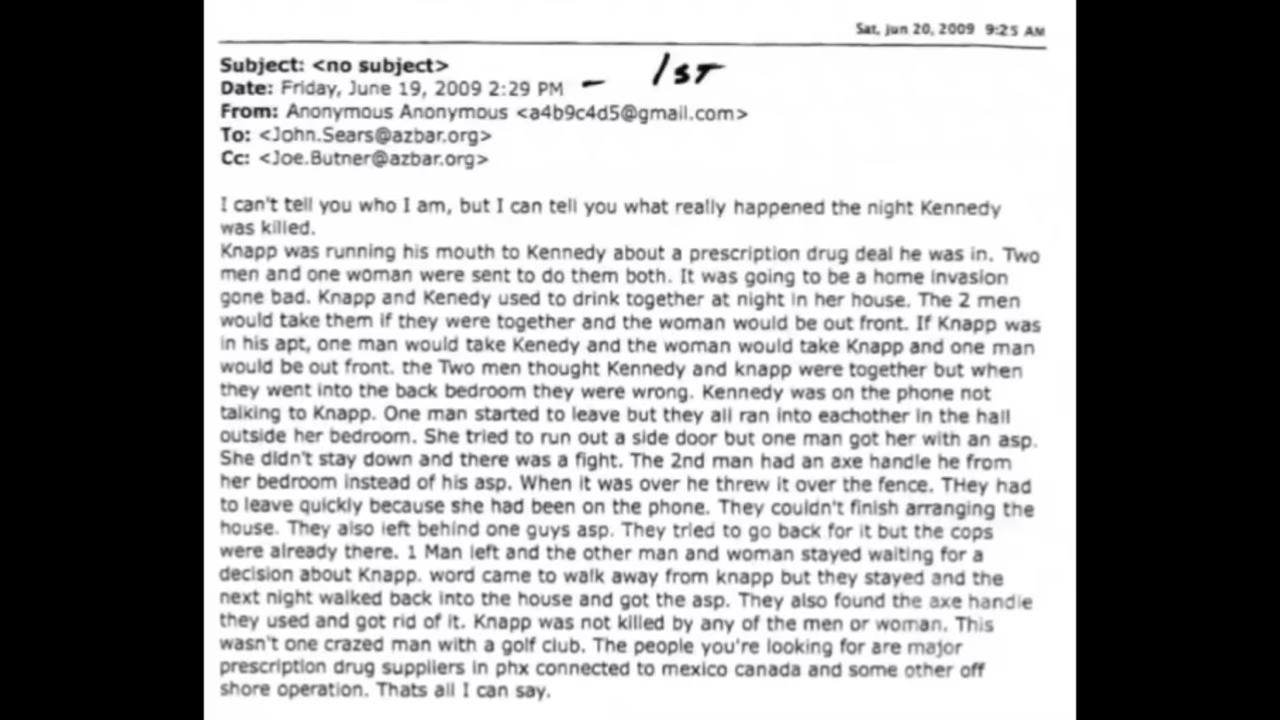 Sat, Jun 20, 2009 9:25 AM
Subject: <no subject>
Date: Friday, June 19, 2009 2:29 PM – 1ST
From: Anonymous Anonymous <a4b9c4d5@gmail.com>
To: <John.Sears@azbar.org>
Cc: <Joe.Butner@azbar.org>
I can't tell you who I am, but I can tell you what really happened the night Kennedy
was killed.
Knapp was running his mouth to Kennedy about a prescription drug deal he was in. Two
men and one woman were sent to do them both. It was going to be a home invasion
gone bad. Knapp and Kenedy used to drink together at night in her house. The 2 men
would take them if they were together and the woman would be out front. If Knapp was
in his apt, one man would take Kenedy and the woman would take Knapp and one man
would be out front. the Two men thought Kennedy and knapp were together but when
they went into the back bedroom they were wrong. Kennedy was on the phone not
talking to Knapp. One man started to leave but they all ran into eachother in the hall
outside her bedroom. She tried to run out a side door but one man got her with an asp.
She didn't stay down and there was a fight. The 2nd man had an axe handle he from
her bedroom instead of his asp. When it was over he threw it over the fence. THey had
to leave quickly because she had been on the phone. They couldn't finish arranging the
house. They also left behind one guys asp. They tried to go back for it but the cops
were already there. 1 Man left and the other man and woman stayed waiting for a
decision about Knapp. word came to walk away from knapp but they stayed and the
next night walked back into the house and got the asp. They also found the axe handle
they used and got rid of it. Knapp was not killed by any of the men or woman. This
wasn't one crazed man with a golf club. The people you're looking for are major
prescription drug suppliers in phx connected to mexico canada and some other off
shore operation. Thats all I can say.